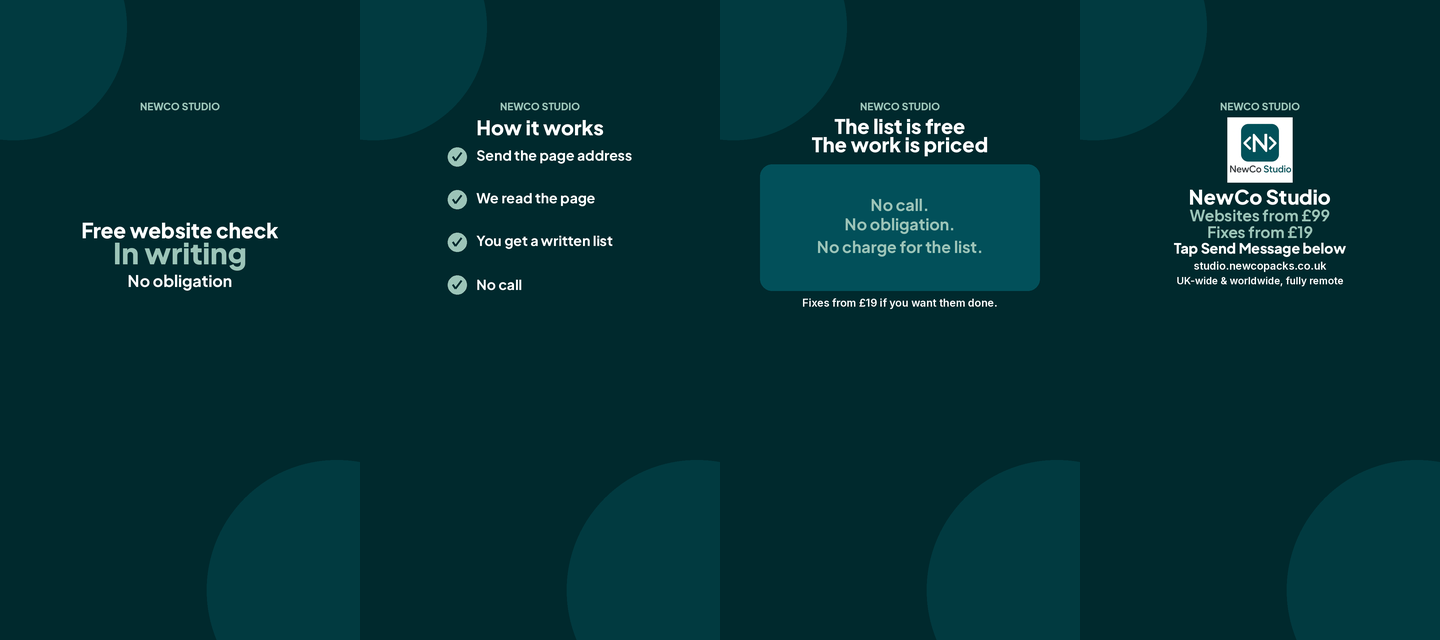 NEWCO STUDIO
Free website check
In writing
No obligation
NEWCO STUDIO
How it works
Send the page address
We read the page
You get a written list
No call
NEWCO STUDIO
The list is free
The work is priced
No call.
No obligation.
No charge for the list.
Fixes from £19 if you want them done.
NEWCO STUDIO
<N>
NewCo Studio
NewCo Studio
Websites from £99
Fixes from £19
Tap Send Message below
studio.newcopacks.co.uk
UK-wide & worldwide, fully remote